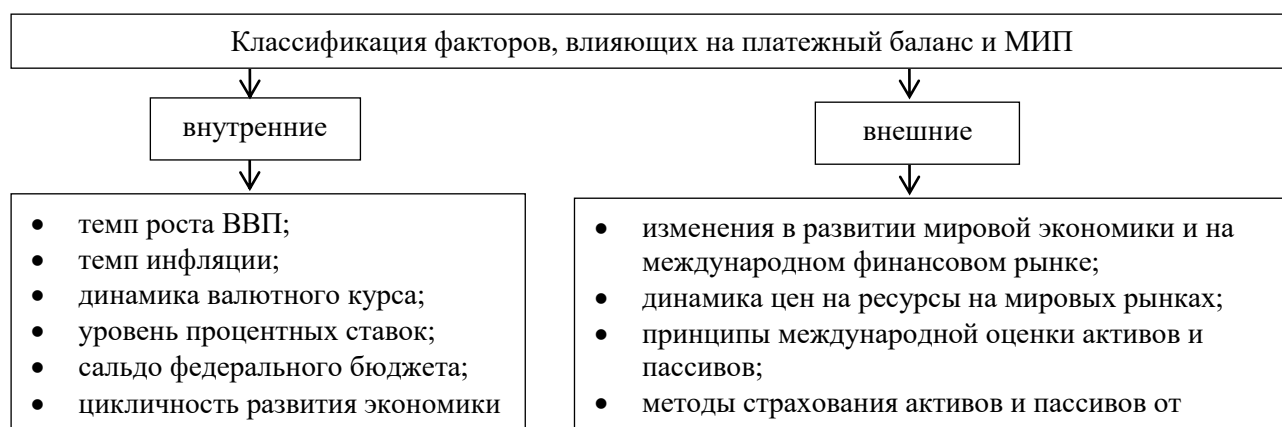 Классификация факторов, влияющих на платежный баланс и МИП
внутренние
внешние
• темп роста ВВП;
• темп инфляции;
• динамика валютного курса;
• уровень процентных ставок;
• сальдо федерального бюджета;
• цикличность развития экономики
• изменения в развитии мировой экономики и на
международном финансовом рынке;
• динамика цен на ресурсы на мировых рынках;
• принципы международной оценки активов и
пассивов;
• методы страхования активов и пассивов от